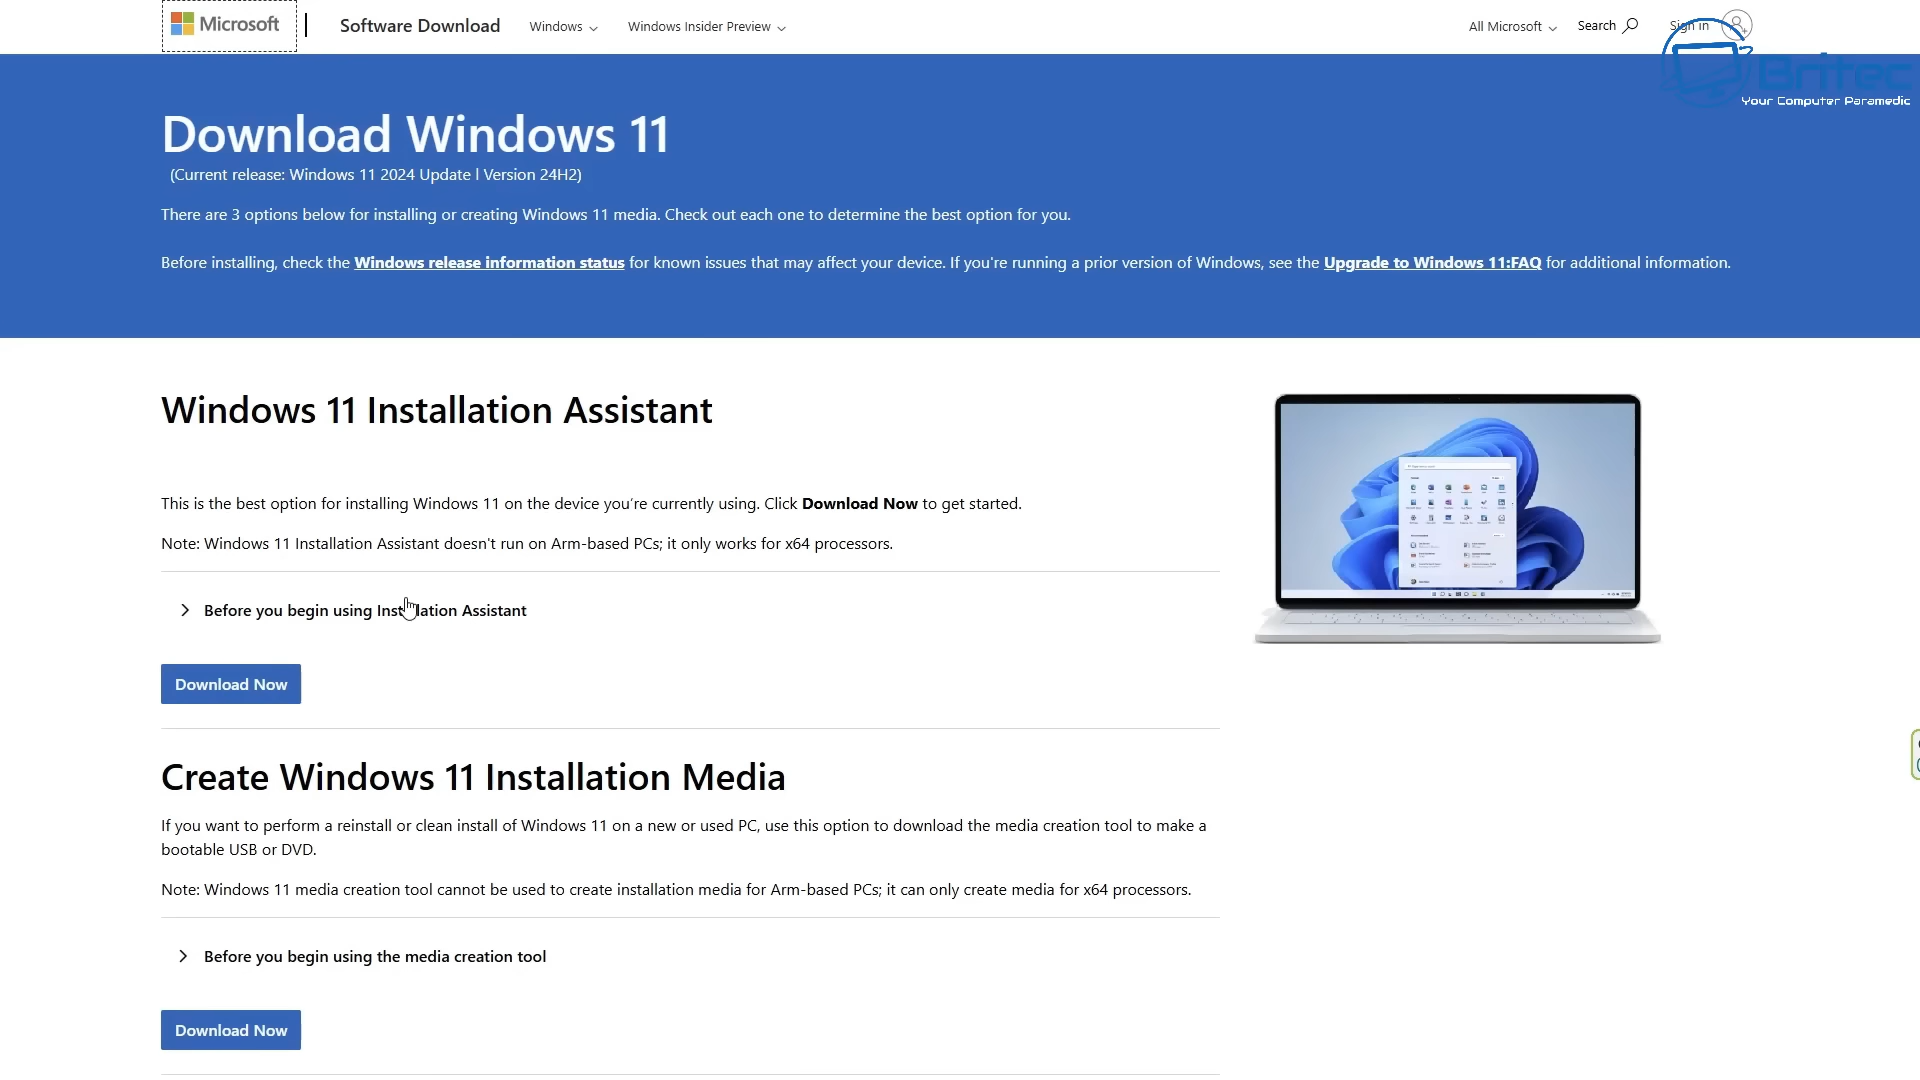 Microsoft
Software Download
Windows
Windows Insider Preview
All Microsoft
Search
Sign in
Britec
Your Computer Paramedic
Download Windows 11
(Current release: Windows 11 2024 Update l Version 24H2)
There are 3 options below for installing or creating Windows 11 media. Check out each one to determine the best option for you.
Before installing, check the Windows release information status for known issues that may affect your device. If you're running a prior version of Windows, see the Upgrade to Windows 11:FAQ for additional information.
Windows 11 Installation Assistant
This is the best option for installing Windows 11 on the device you're currently using. Click Download Now to get started.
Note: Windows 11 Installation Assistant doesn't run on Arm-based PCs; it only works for x64 processors.
Before you begin using Installation Assistant
Download Now
Create Windows 11 Installation Media
If you want to perform a reinstall or clean install of Windows 11 on a new or used PC, use this option to download the media creation tool to make a
bootable USB or DVD.
Note: Windows 11 media creation tool cannot be used to create installation media for Arm-based PCs; it can only create media for x64 processors.
Before you begin using the media creation tool
Download Now